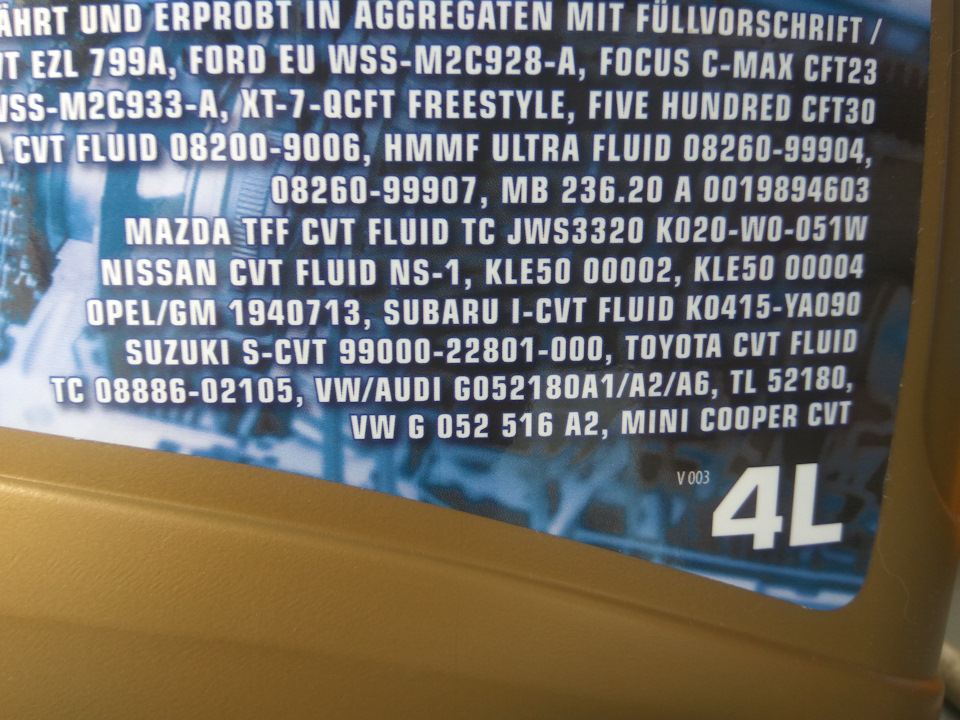 ÄHRT UND ERPROBT IN AGGREGATEN MIT FÜLLVORSCHRIFT /
VT EZL 799A, FORD EU WSS-M2C928-A, FOCUS C-MAX CFT23
WSS-M2C933-A, XT-7-QCFT FREESTYLE, FIVE HUNDRED CFT30
A CVT FLUID 08200-9006, HMMF ULTRA FLUID 08260-99904,
08260-99907, MB 236.20 A 0019894603
MAZDA TFF CVT FLUID TC JWS3320 K020-W0-051W
NISSAN CVT FLUID NS-1, KLE50 00002, KLE50 00004
OPEL/GM 1940713, SUBARU I-CVT FLUID K0415-YA090
SUZUKI S-CVT 99000-22801-000, TOYOTA CVT FLUID
TC 08886-02105, VW/AUDI G052180A1/A2/A6, TL 52180,
VW G 052 516 A2, MINI COOPER CVT
V 003
4L